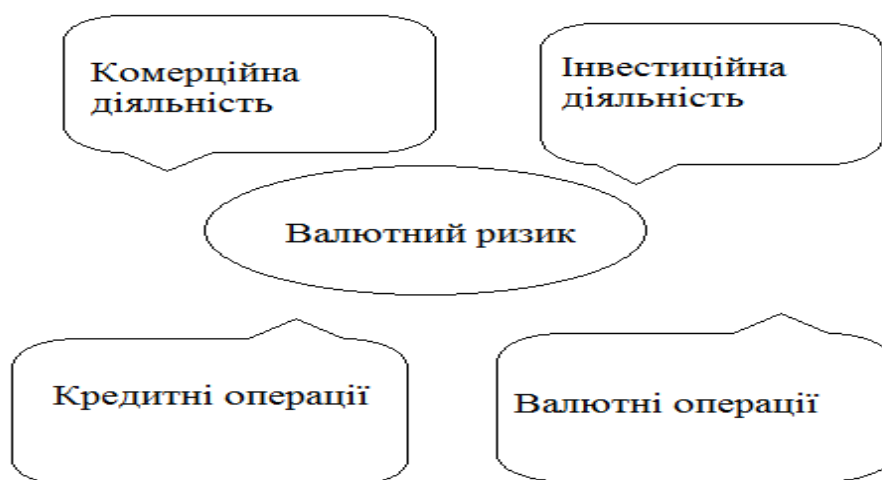 Комерційна
діяльність
Інвестиційна
діяльність
Валютний ризик
Кредитні операції
Валютні операції